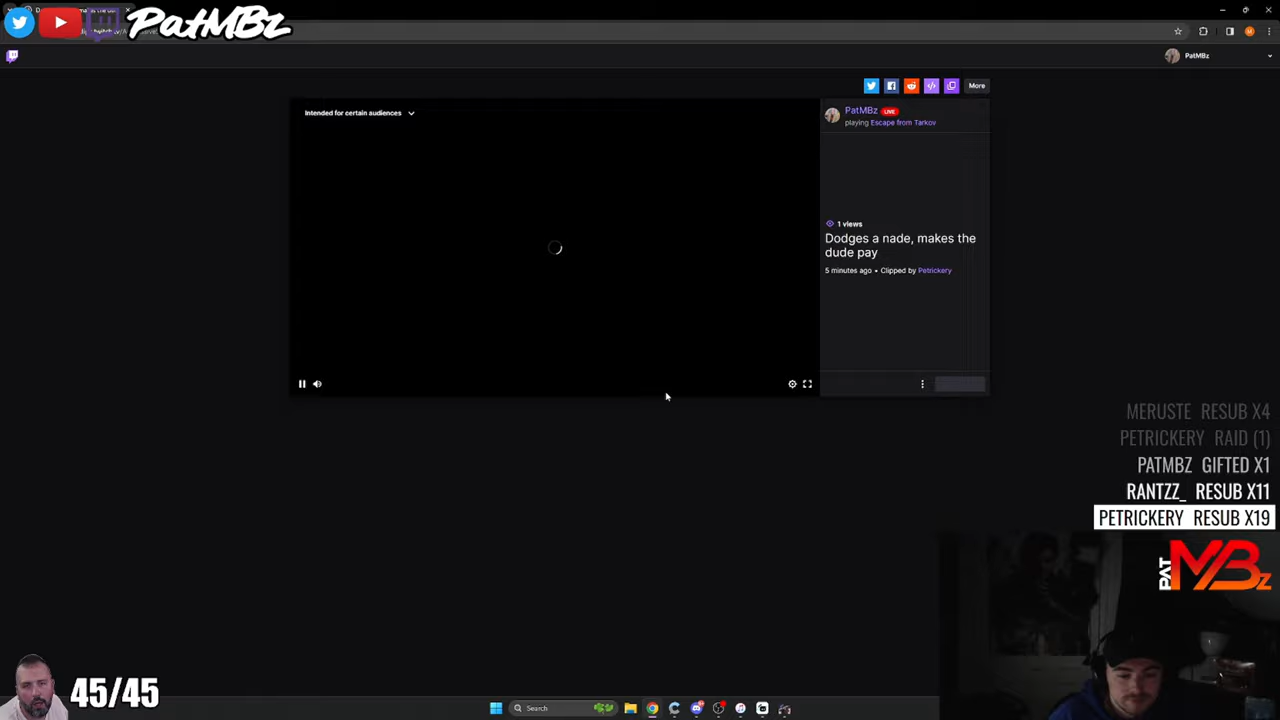 PatMBz
PatMBz
More
Intended for certain audiences
PatMBz LIVE
playing Escape from Tarkov
1 views
Dodges a nade, makes the
dude pay
5 minutes ago • Clipped by Petrickery
MERUSTE RESUB X4
PETRICKERY RAID (1)
PATMBZ GIFTED X1
RANTZZ_ RESUB X11
PETRICKERY RESUB X19
PAT MBz
45/45
Search